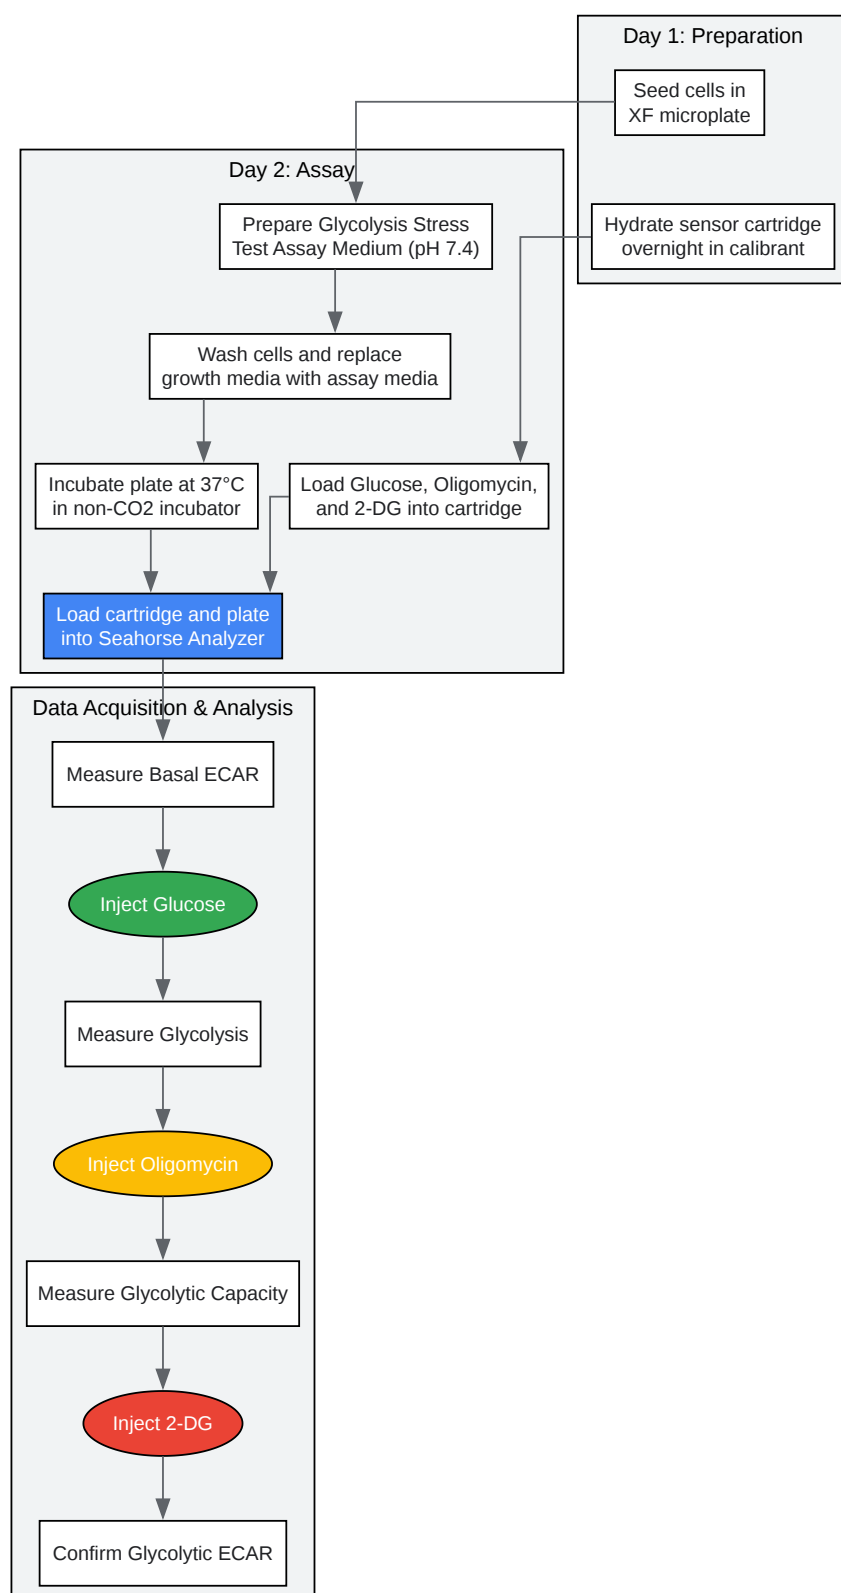 Day 1: Preparation
Seed cells in
XF microplate
Hydrate sensor cartridge
overnight in calibrant
Day 2: Assay
Prepare Glycolysis Stress
Test Assay Medium (pH 7.4)
Wash cells and replace
growth media with assay media
Incubate plate at 37°C
in non-CO2 incubator
Load Glucose, Oligomycin,
and 2-DG into cartridge
Load cartridge and plate
into Seahorse Analyzer
Data Acquisition & Analysis
Measure Basal ECAR
Inject Glucose
Measure Glycolysis
Inject Oligomycin
Measure Glycolytic Capacity
Inject 2-DG
Confirm Glycolytic ECAR